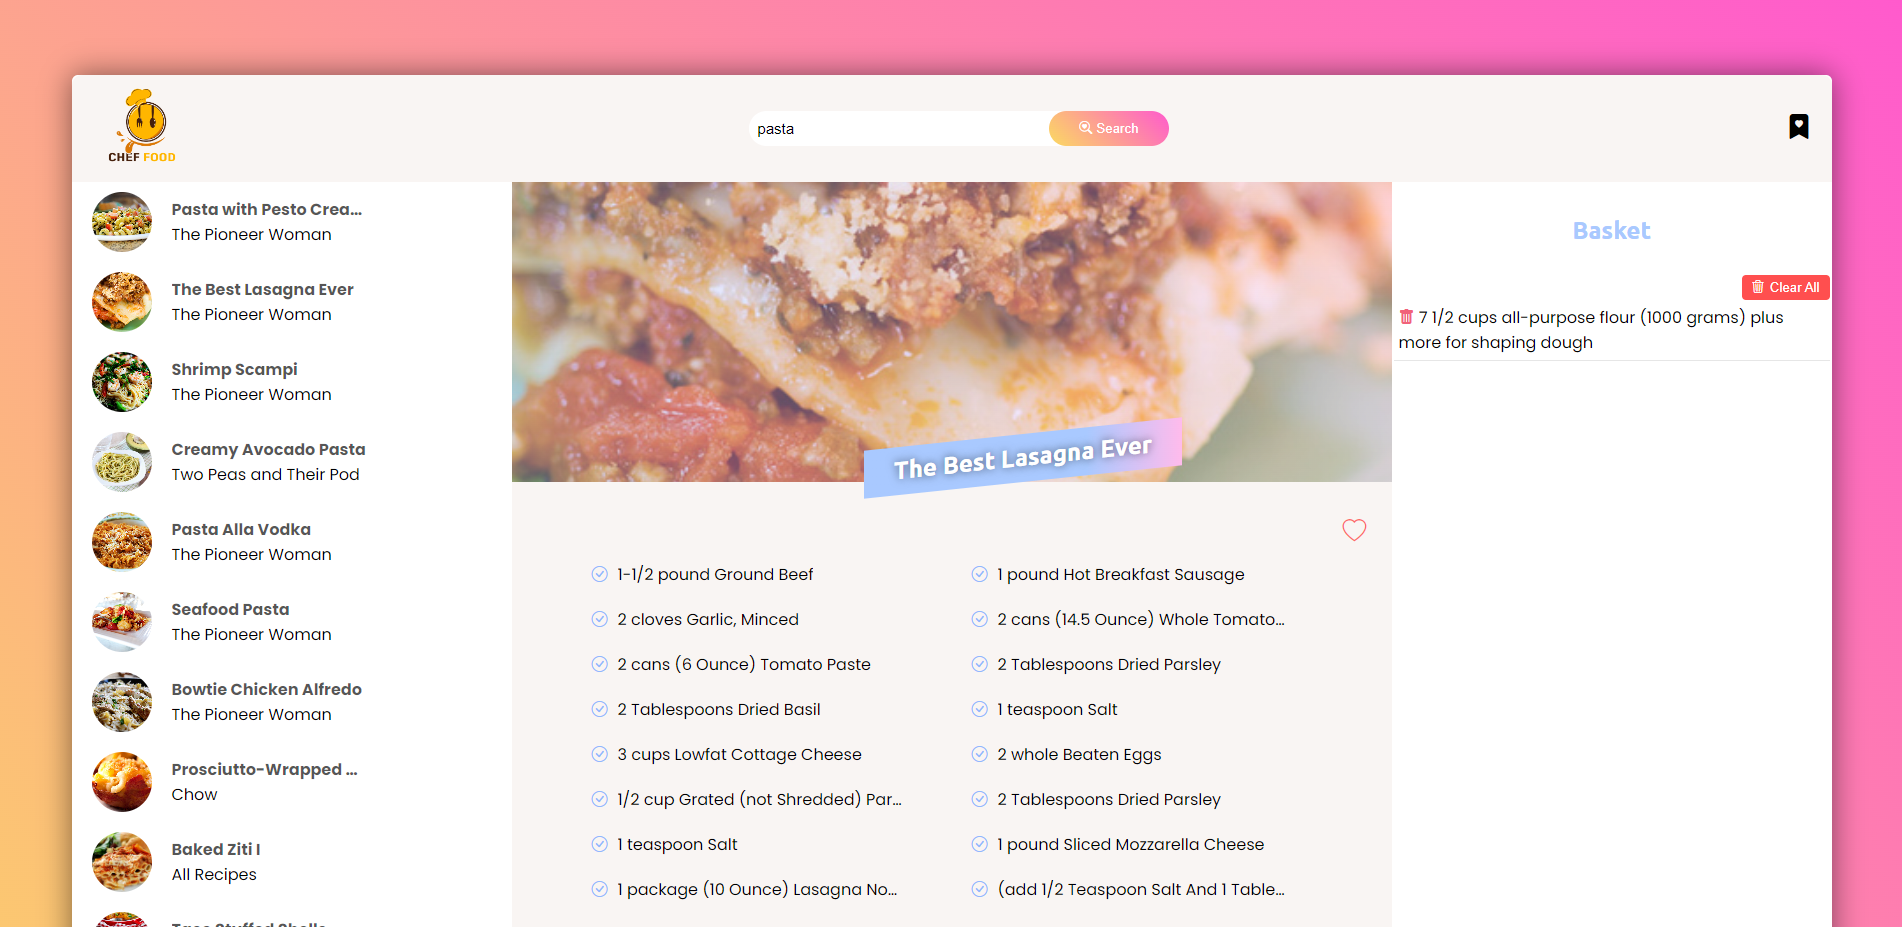 CHEF FOOD
pasta
Search
Pasta with Pesto Crea...
The Pioneer Woman
The Best Lasagna Ever
The Pioneer Woman
Shrimp Scampi
The Pioneer Woman
Creamy Avocado Pasta
Two Peas and Their Pod
Pasta Alla Vodka
The Pioneer Woman
Seafood Pasta
The Pioneer Woman
Bowtie Chicken Alfredo
The Pioneer Woman
Prosciutto-Wrapped ...
Chow
Baked Ziti I
All Recipes
Taco Stuffed Shells
The Best Lasagna Ever
1-1/2 pound Ground Beef
1 pound Hot Breakfast Sausage
2 cloves Garlic, Minced
2 cans (14.5 Ounce) Whole Tomato...
2 cans (6 Ounce) Tomato Paste
2 Tablespoons Dried Parsley
2 Tablespoons Dried Basil
1 teaspoon Salt
3 cups Lowfat Cottage Cheese
2 whole Beaten Eggs
1/2 cup Grated (not Shredded) Par...
2 Tablespoons Dried Parsley
1 teaspoon Salt
1 pound Sliced Mozzarella Cheese
1 package (10 Ounce) Lasagna No...
(add 1/2 Teaspoon Salt And 1 Table...
Basket
Clear All
7 1/2 cups all-purpose flour (1000 grams) plus
more for shaping dough